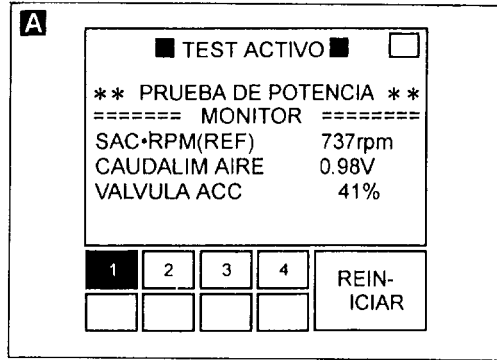 A
■ TEST ACTIVO ■
** PRUEBA DE POTENCIA **
======= MONITOR ========
SAC•RPM(REF) 737rpm
CAUDALIM AIRE 0.98V
VALVULA ACC 41%
1 2 3 4
REIN-
ICIAR